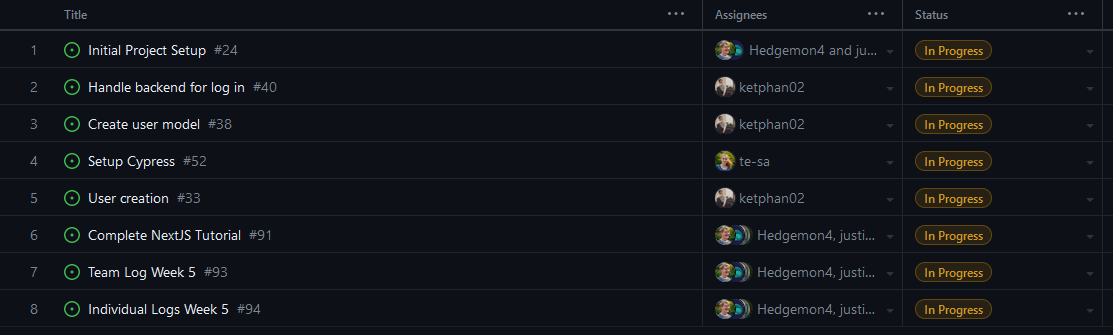 Title ... Assignees ... Status ...
1 Initial Project Setup #24 Hedgemon4 and ju... In Progress
2 Handle backend for log in #40 ketphan02 In Progress
3 Create user model #38 ketphan02 In Progress
4 Setup Cypress #52 te-sa In Progress
5 User creation #33 ketphan02 In Progress
6 Complete NextJS Tutorial #91 Hedgemon4, justi... In Progress
7 Team Log Week 5 #93 Hedgemon4, justi... In Progress
8 Individual Logs Week 5 #94 Hedgemon4, justi... In Progress